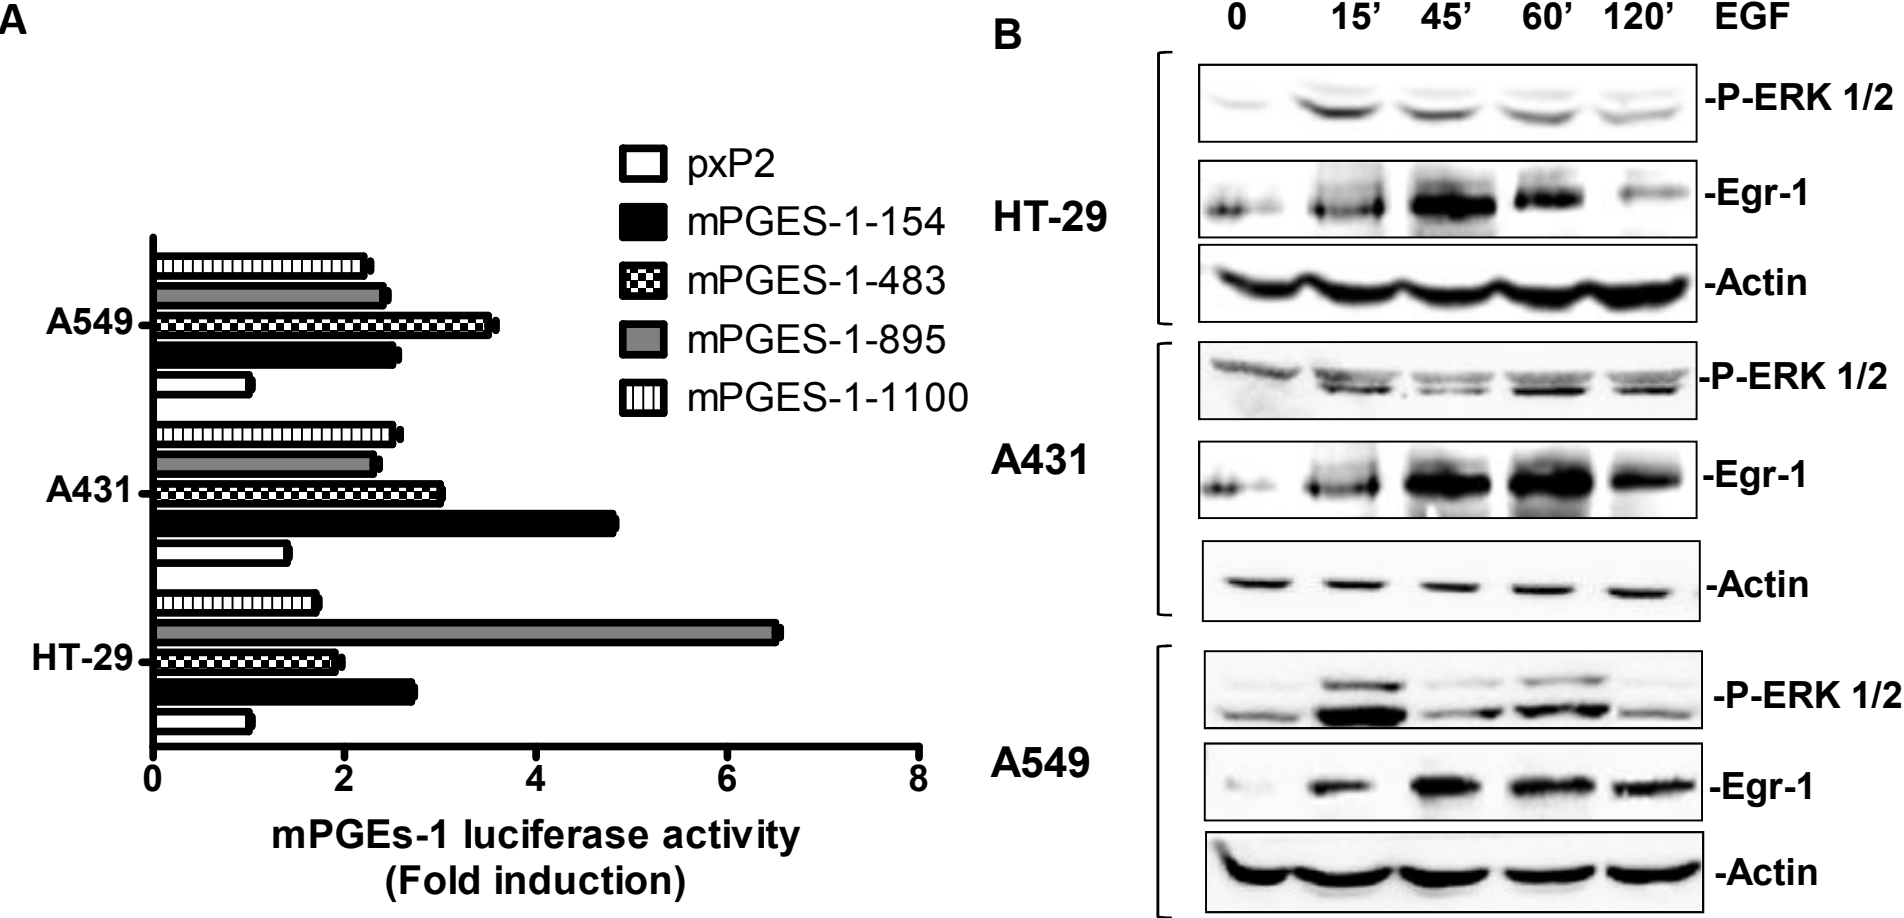 A
pxP2
mPGES-1-154
mPGES-1-483
mPGES-1-895
mPGES-1-1100
A549
A431
HT-29
0 2 4 6 8
mPGEs-1 luciferase activity
(Fold induction)
B
0 15’ 45’ 60’ 120’ EGF
HT-29
-P-ERK 1/2
-Egr-1
-Actin
A431
-P-ERK 1/2
-Egr-1
-Actin
A549
-P-ERK 1/2
-Egr-1
-Actin